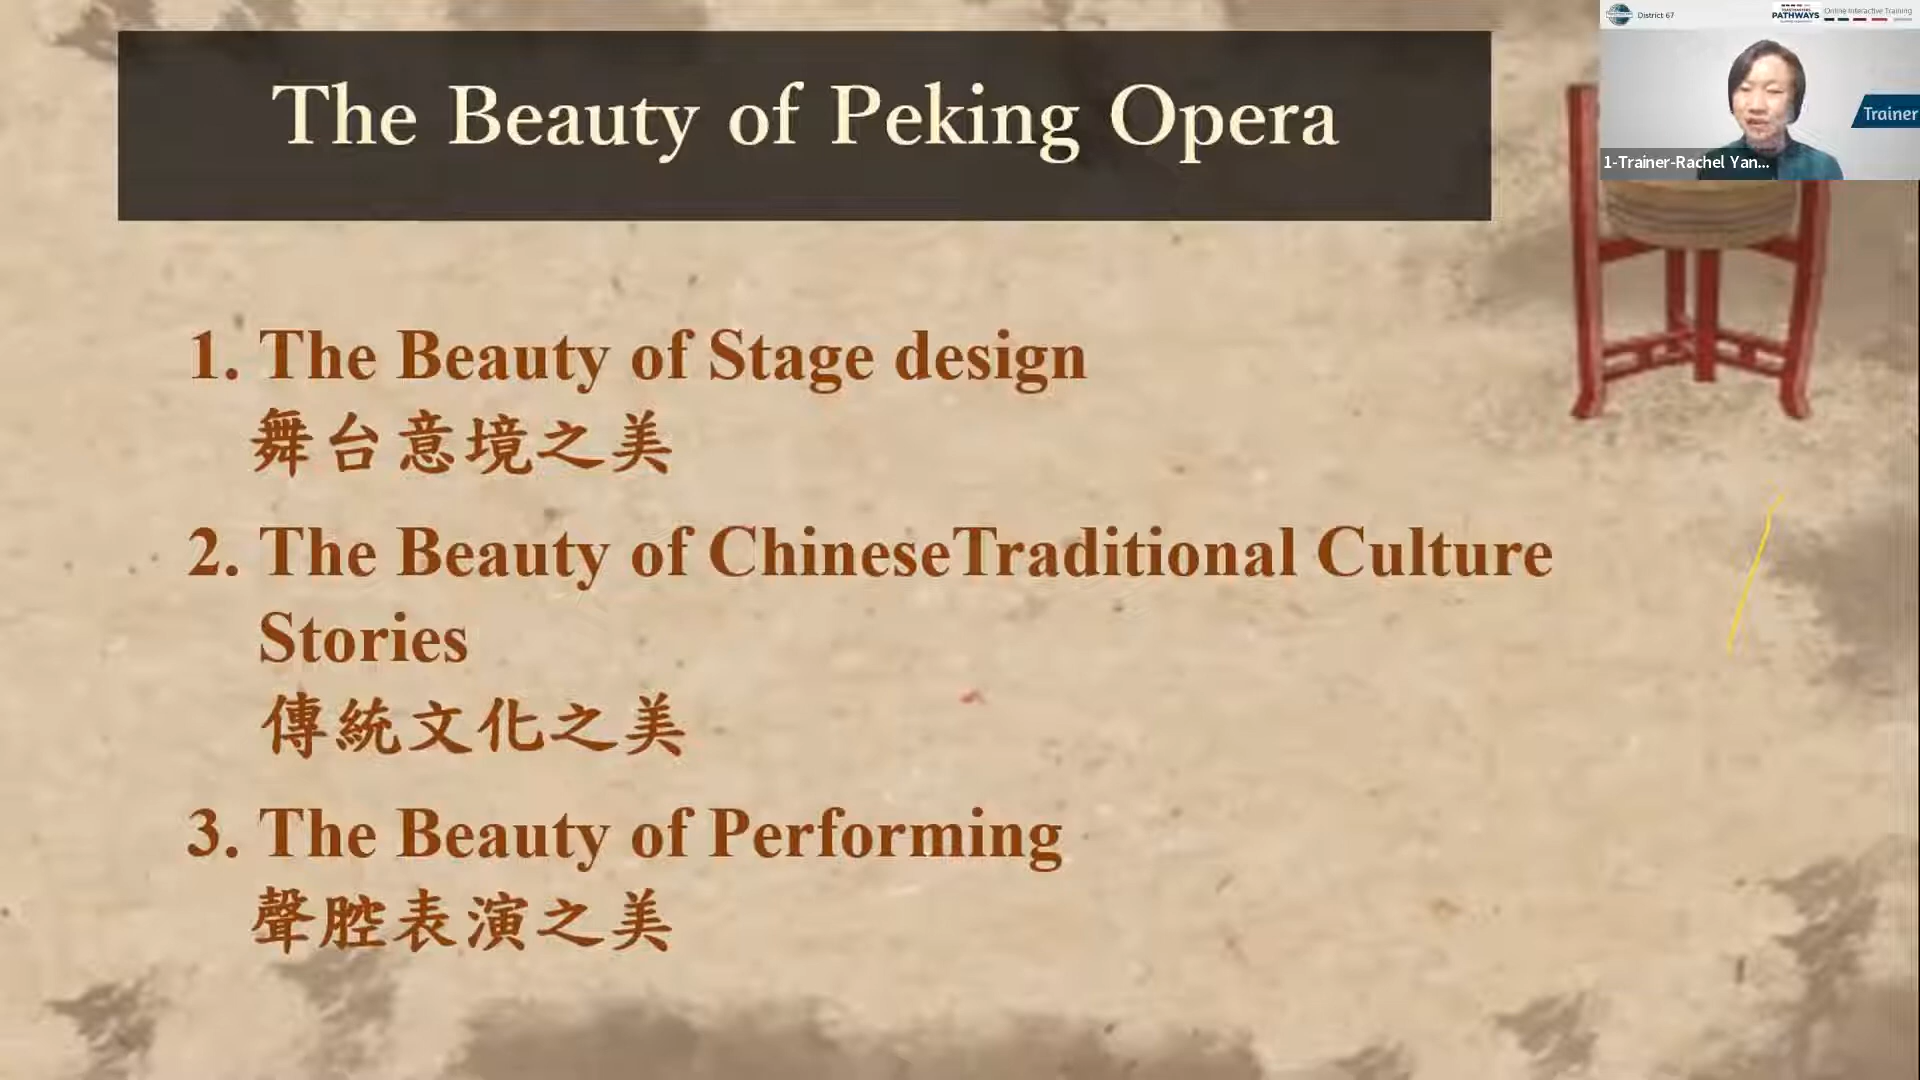 The Beauty of Peking Opera
District 67
PATHWAYS
Online Interactive Training
Trainer
1-Trainer-Rachel Yan...
1. The Beauty of Stage design
舞台意境之美
2. The Beauty of ChineseTraditional Culture
Stories
傳統文化之美
3. The Beauty of Performing
聲腔表演之美